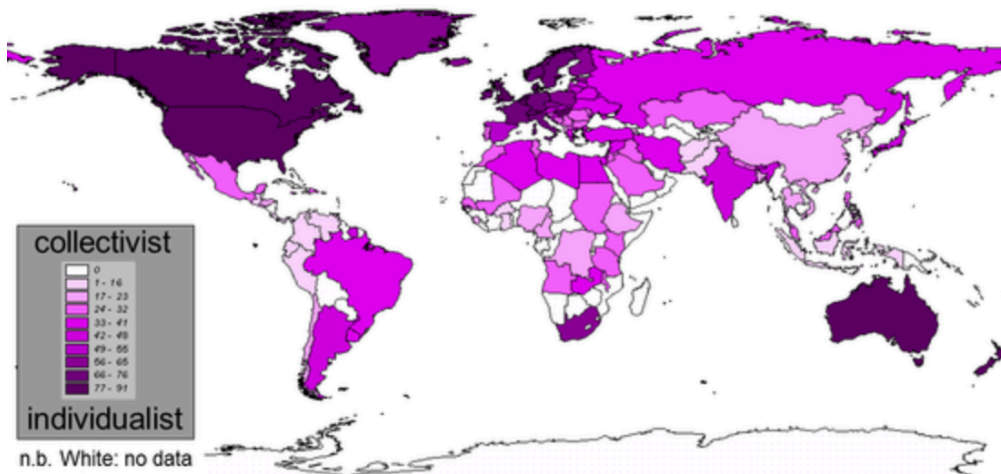 collectivist
0
1 - 16
17 - 23
24 - 32
33 - 41
42 - 48
49 - 55
56 - 65
66 - 76
77 - 91
individualist
n.b. White: no data